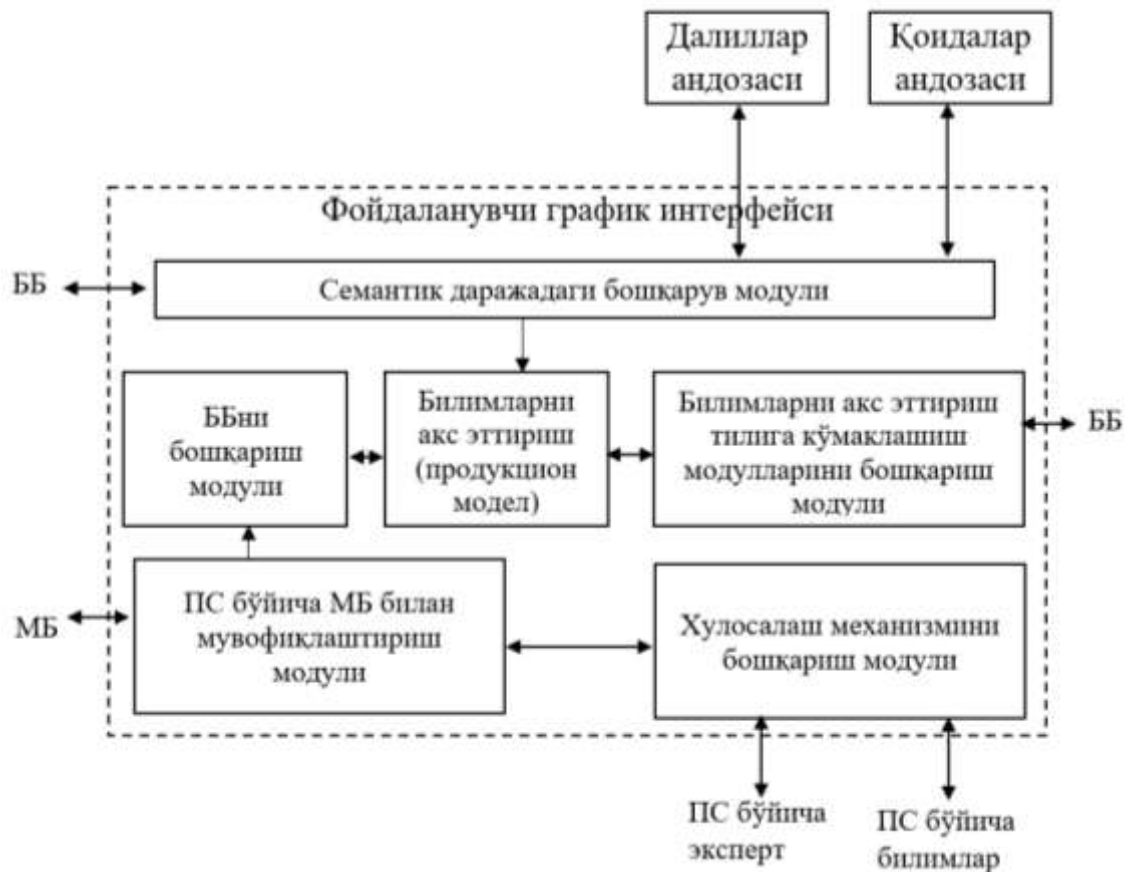 Далиллар
андозаси
Қоидалар
андозаси
Фойдаланувчи график интерфейси
ББ
Семантик даражадаги бошқарув модули
ББни
бошқариш
модули
Билимларни
акс эттириш
(продукцион
модел)
Билимларни акс эттириш
тилига кўмаклашиш
модулларини бошқариш
модули
ББ
МБ
ПС бўйича МБ билан
мувофиқлаштириш
модули
Хулосалаш механизмини
бошқариш модули
ПС бўйича
эксперт
ПС бўйича
билимлар